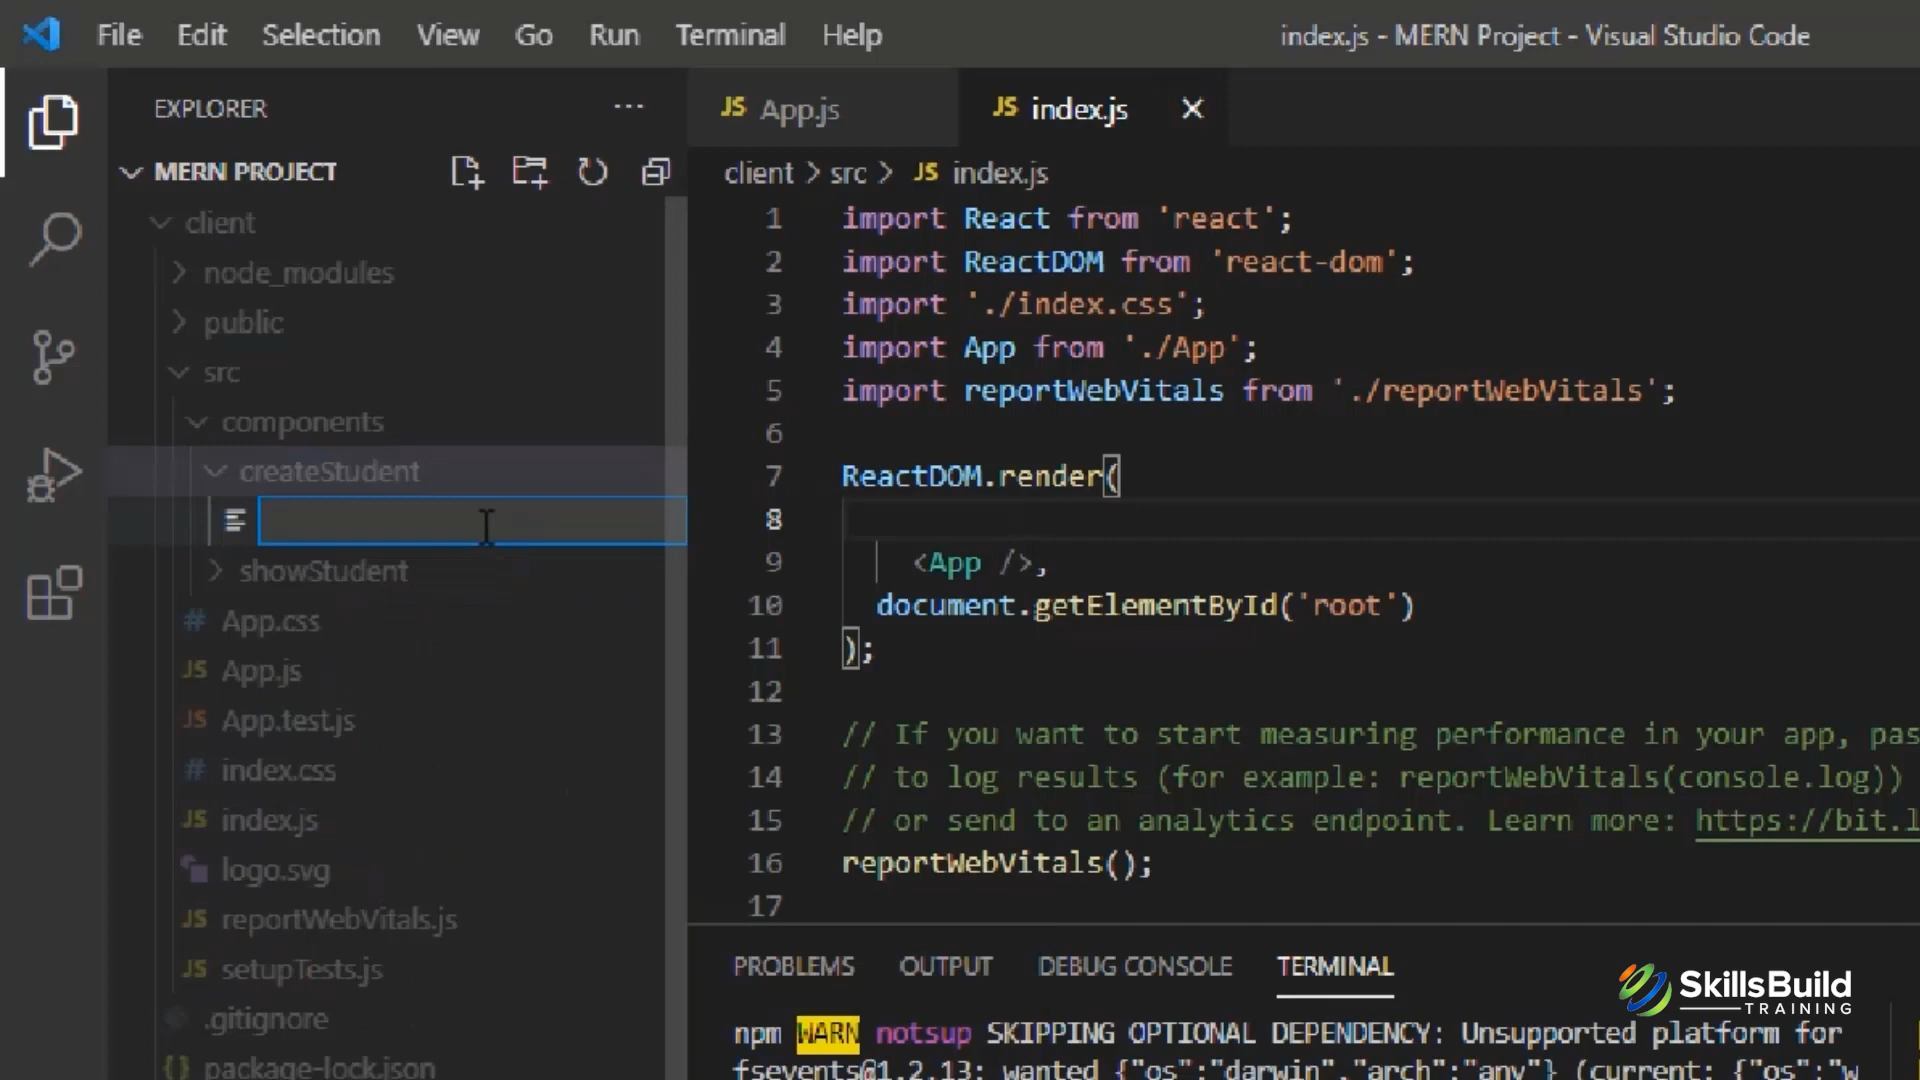 File Edit Selection View Go Run Terminal Help
index.js - MERN Project - Visual Studio Code
EXPLORER ···
MERN PROJECT
client
node_modules
public
src
components
createStudent
showStudent
# App.css
JS App.js
JS App.test.js
# index.css
JS index.js
logo.svg
JS reportWebVitals.js
JS setupTests.js
.gitignore
{} package-lock.json
JS App.js
JS index.js ×
client > src > JS index.js
1 import React from 'react';
2 import ReactDOM from 'react-dom';
3 import './index.css';
4 import App from './App';
5 import reportWebVitals from './reportWebVitals';
6
7 ReactDOM.render(
8
9 <App />,
10 document.getElementById('root')
11 );
12
13 // If you want to start measuring performance in your app, pas
14 // to log results (for example: reportWebVitals(console.log))
15 // or send to an analytics endpoint. Learn more: https://bit.l
16 reportWebVitals();
17
PROBLEMS OUTPUT DEBUG CONSOLE TERMINAL
npm WARN notsup SKIPPING OPTIONAL DEPENDENCY: Unsupported platform for
fsevents@1.2.13: wanted {"os":"darwin","arch":"any"} (current: {"os":"w
SkillsBuild
TRAINING